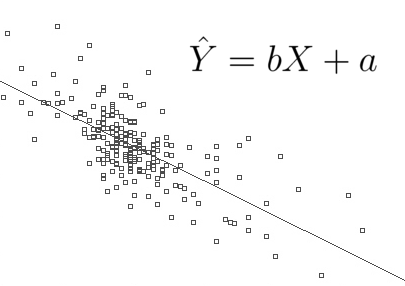 Ŷ = bX + a